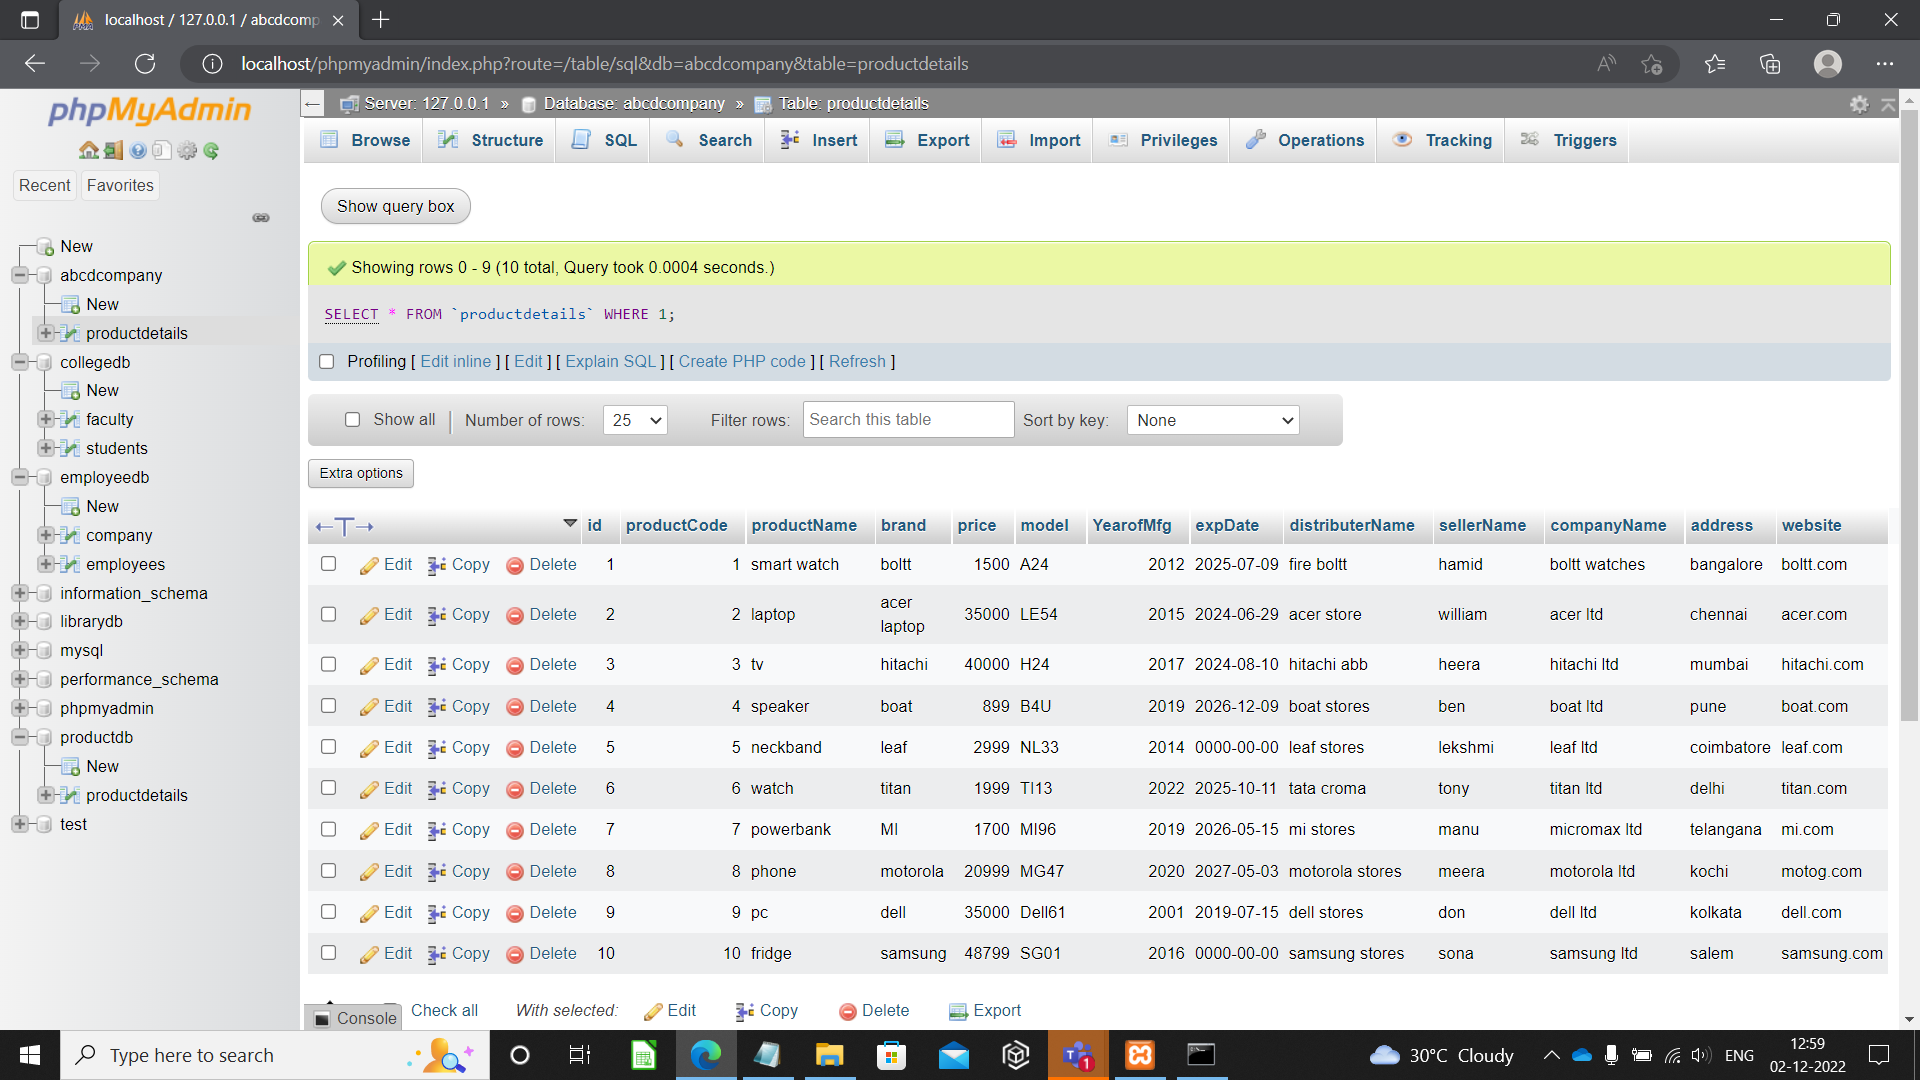 localhost / 127.0.0.1 / abcdcomp
localhost/phpmyadmin/index.php?route=/table/sql&db=abcdcompany&table=productdetails
phpMyAdmin
Server: 127.0.0.1 » Database: abcdcompany » Table: productdetails
Browse Structure SQL Search Insert Export Import Privileges Operations Tracking Triggers
Recent Favorites
New
abcdcompany
New
productdetails
collegedb
New
faculty
students
employeedb
New
company
employees
information_schema
librarydb
mysql
performance_schema
phpmyadmin
productdb
New
productdetails
test
Show query box
Showing rows 0 - 9 (10 total, Query took 0.0004 seconds.)
SELECT * FROM `productdetails` WHERE 1;
Profiling [ Edit inline ] [ Edit ] [ Explain SQL ] [ Create PHP code ] [ Refresh ]
Show all | Number of rows: 25 Filter rows: Search this table Sort by key: None
Extra options
←T→ id productCode productName brand price model YearofMfg expDate distributerName sellerName companyName address website
Edit Copy Delete 1 1 smart watch boltt 1500 A24 2012 2025-07-09 fire boltt hamid boltt watches bangalore boltt.com
Edit Copy Delete 2 2 laptop acer laptop 35000 LE54 2015 2024-06-29 acer store william acer ltd chennai acer.com
Edit Copy Delete 3 3 tv hitachi 40000 H24 2017 2024-08-10 hitachi abb heera hitachi ltd mumbai hitachi.com
Edit Copy Delete 4 4 speaker boat 899 B4U 2019 2026-12-09 boat stores ben boat ltd pune boat.com
Edit Copy Delete 5 5 neckband leaf 2999 NL33 2014 0000-00-00 leaf stores lekshmi leaf ltd coimbatore leaf.com
Edit Copy Delete 6 6 watch titan 1999 TI13 2022 2025-10-11 tata croma tony titan ltd delhi titan.com
Edit Copy Delete 7 7 powerbank MI 1700 MI96 2019 2026-05-15 mi stores manu micromax ltd telangana mi.com
Edit Copy Delete 8 8 phone motorola 20999 MG47 2020 2027-05-03 motorola stores meera motorola ltd kochi motog.com
Edit Copy Delete 9 9 pc dell 35000 Dell61 2001 2019-07-15 dell stores don dell ltd kolkata dell.com
Edit Copy Delete 10 10 fridge samsung 48799 SG01 2016 0000-00-00 samsung stores sona samsung ltd salem samsung.com
Check all With selected: Edit Copy Delete Export
Console
Type here to search
1
30°C Cloudy
ENG
12:59
02-12-2022